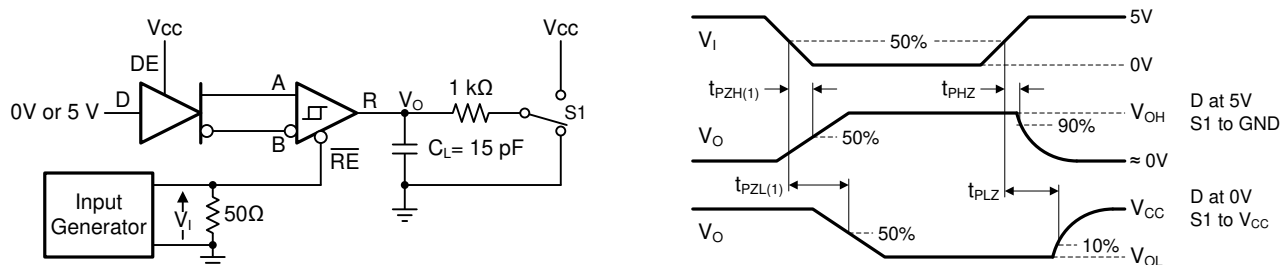 Vcc
DE
0V or 5 V
D
A
B
R
VO
1 kΩ
Vcc
S1
CL= 15 pF
RE
Input
Generator
VI
50Ω
VI
50%
5V
0V
tPZH(1)
tPHZ
VO
50%
90%
VOH
≈ 0V
D at 5V
S1 to GND
tPZL(1)
tPLZ
VO
50%
10%
VCC
VOL
D at 0V
S1 to VCC